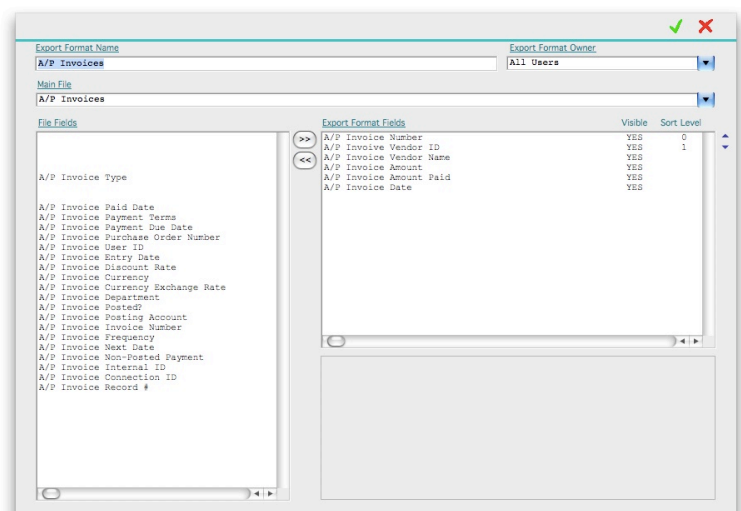 Export Format Name
Export Format Owner
A/P Invoices
All Users
Main File
A/P Invoices
File Fields
>>
<<
A/P Invoice Type
A/P Invoice Paid Date
A/P Invoice Payment Terms
A/P Invoice Payment Due Date
A/P Invoice Purchase Order Number
A/P Invoice User ID
A/P Invoice Entry Date
A/P Invoice Discount Rate
A/P Invoice Currency
A/P Invoice Currency Exchange Rate
A/P Invoice Department
A/P Invoice Posted?
A/P Invoice Posting Account
A/P Invoice Invoice Number
A/P Invoice Frequency
A/P Invoice Next Date
A/P Invoice Non-Posted Payment
A/P Invoice Internal ID
A/P Invoice Connection ID
A/P Invoice Record #
Export Format Fields Visible Sort Level
A/P Invoice Number YES 0
A/P Invoive Vendor ID YES 1
A/P Invoice Vendor Name YES
A/P Invoice Amount YES
A/P Invoice Amount Paid YES
A/P Invoice Date YES